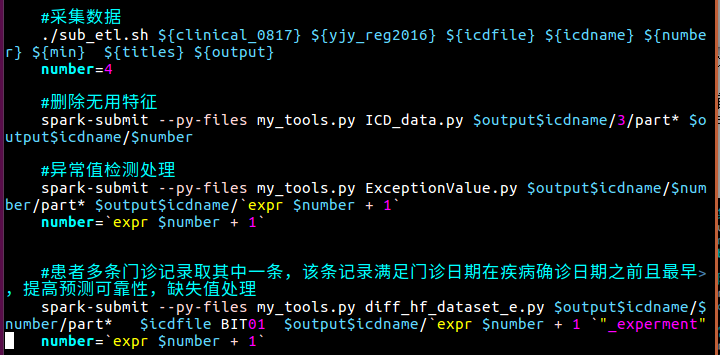 #采集数据
./sub_etl.sh ${clinical_0817} ${yjy_reg2016} ${icdfile} ${icdname} ${numbe
r} ${min}  ${titles} ${output}
number=4
#删除无用特征
spark-submit --py-files my_tools.py ICD_data.py $output$icdname/3/part* $o
utput$icdname/$number
#异常值检测处理
spark-submit --py-files my_tools.py ExceptionValue.py $output$icdname/$num
ber/part* $output$icdname/`expr $number + 1`
number=`expr $number + 1`
#患者多条门诊记录取其中一条，该条记录满足门诊日期在疾病确诊日期之前且最早>
，提高预测可靠性，缺失值处理
spark-submit --py-files my_tools.py diff_hf_dataset_e.py $output$icdname/$
number/part*   $icdfile BIT01  $output$icdname/`expr $number + 1 `"_experment"
number=`expr $number + 1`